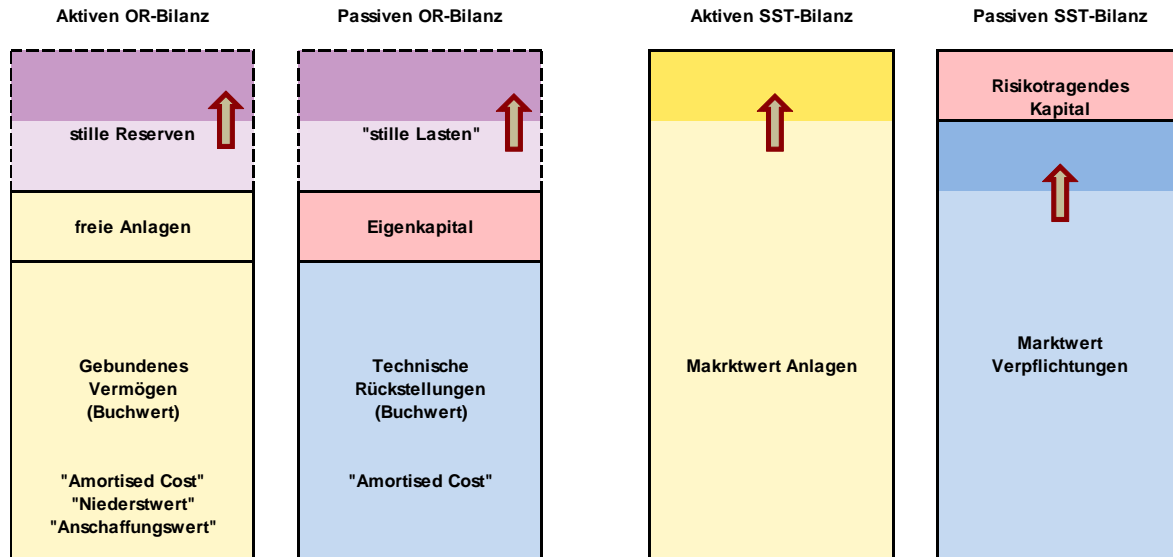 Aktiven OR-Bilanz
Passiven OR-Bilanz
Aktiven SST-Bilanz
Passiven SST-Bilanz
stille Reserven
"stille Lasten"
Risikotragendes
Kapital
freie Anlagen
Eigenkapital
Gebundenes
Vermögen
(Buchwert)
Technische
Rückstellungen
(Buchwert)
Makrktwert Anlagen
Marktwert
Verpflichtungen
"Amortised Cost"
"Niederstwert"
"Anschaffungswert"
"Amortised Cost"